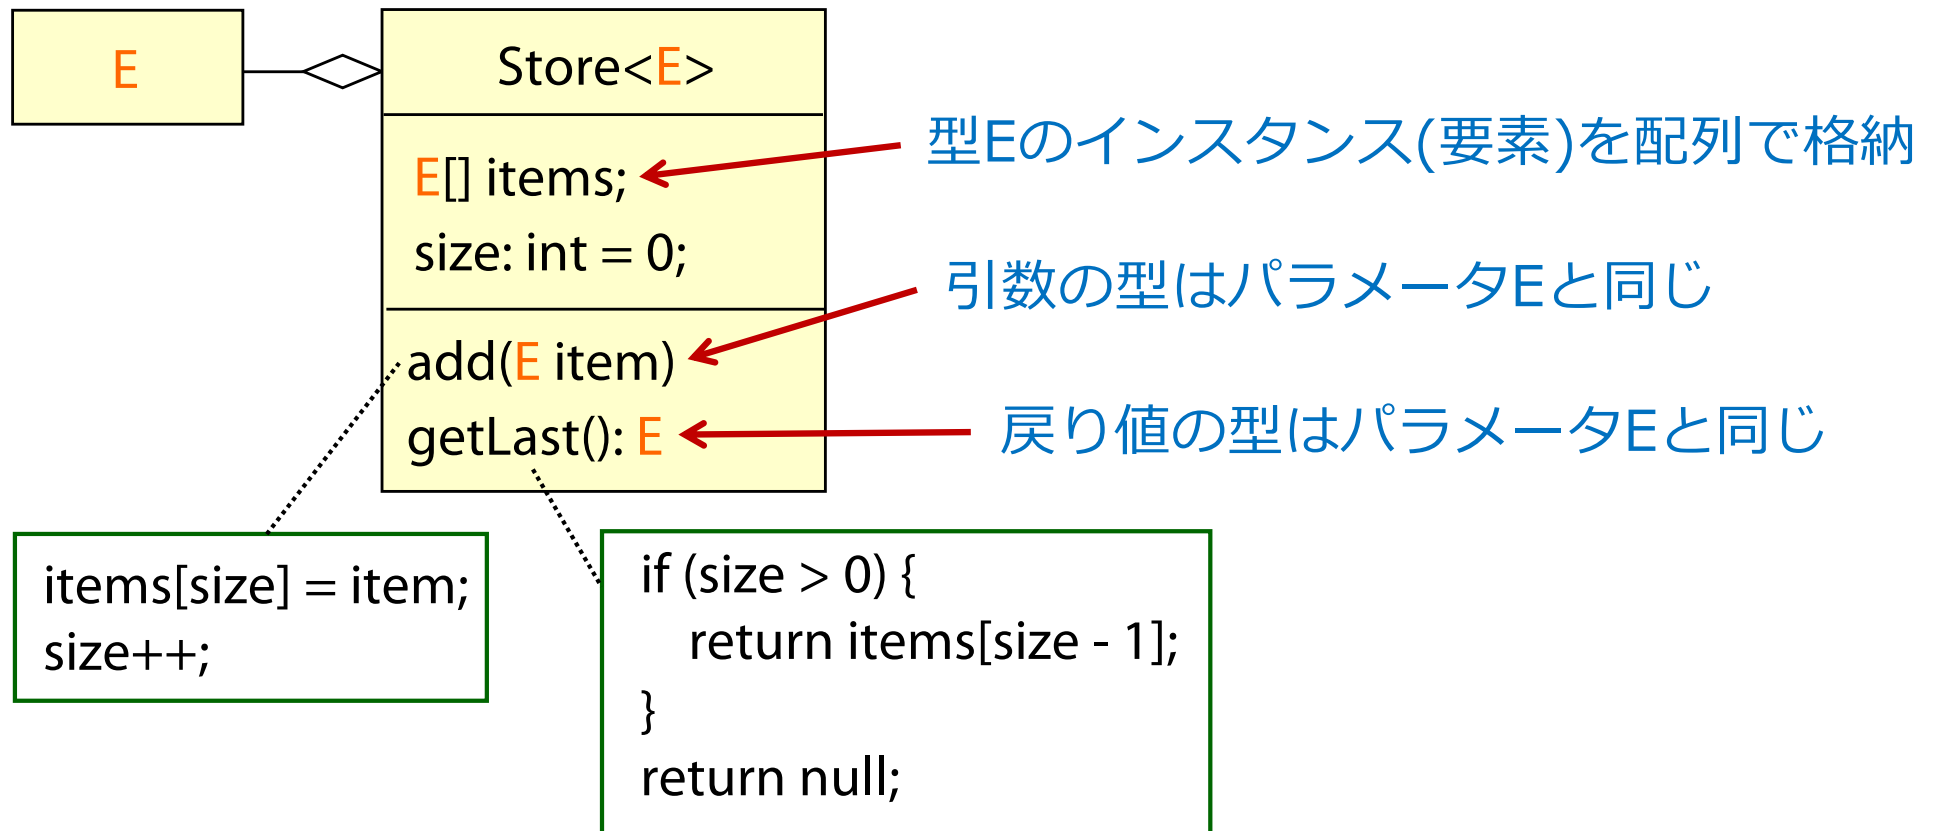 E
Store<E>
E[] items;
size: int = 0;
add(E item)
getLast(): E
型Eのインスタンス(要素)を配列で格納
引数の型はパラメータEと同じ
戻り値の型はパラメータEと同じ
items[size] = item;
size++;
if (size > 0) {
return items[size - 1];
}
return null;